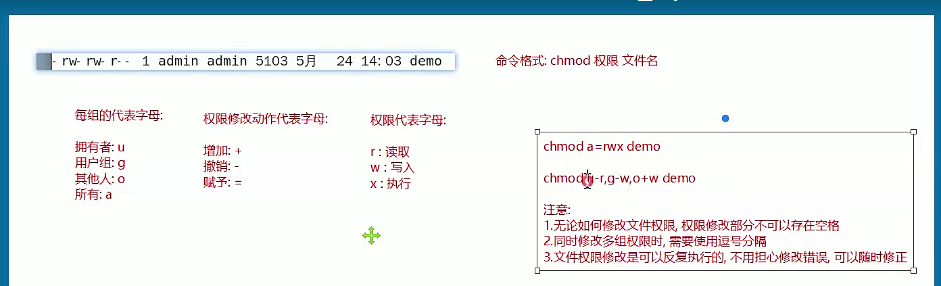 - rw- rw- r-- 1 admin admin 5103 5月 24 14:03 demo
命令格式: chmod 权限 文件名
每组的代表字母:
拥有者: u
用户组: g
其他人: o
所有: a
权限修改动作代表字母:
增加: +
撤销: -
赋予: =
权限代表字母:
r : 读取
w : 写入
x : 执行
chmod a=rwx demo
chmod -r,g-w,o+w demo
注意:
1.无论如何修改文件权限, 权限修改部分不可以存在空格
2.同时修改多组权限时, 需要使用逗号分隔
3.文件权限修改是可以反复执行的, 不用担心修改错误, 可以随时修正